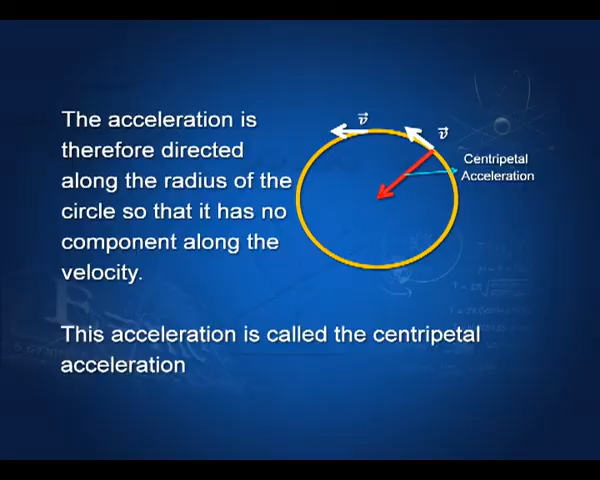 The acceleration is
therefore directed
along the radius of the
circle so that it has no
component along the
velocity.
This acceleration is called the centripetal
acceleration
v⃗
v⃗
Centripetal
Acceleration